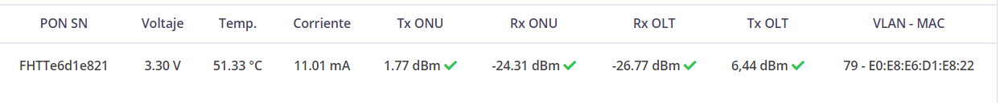 PON SN Voltaje Temp. Corriente Tx ONU Rx ONU Rx OLT Tx OLT VLAN - MAC
FHTTe6d1e821 3.30 V 51.33 °C 11.01 mA 1.77 dBm -24.31 dBm -26.77 dBm 6,44 dBm 79 - E0:E8:E6:D1:E8:22